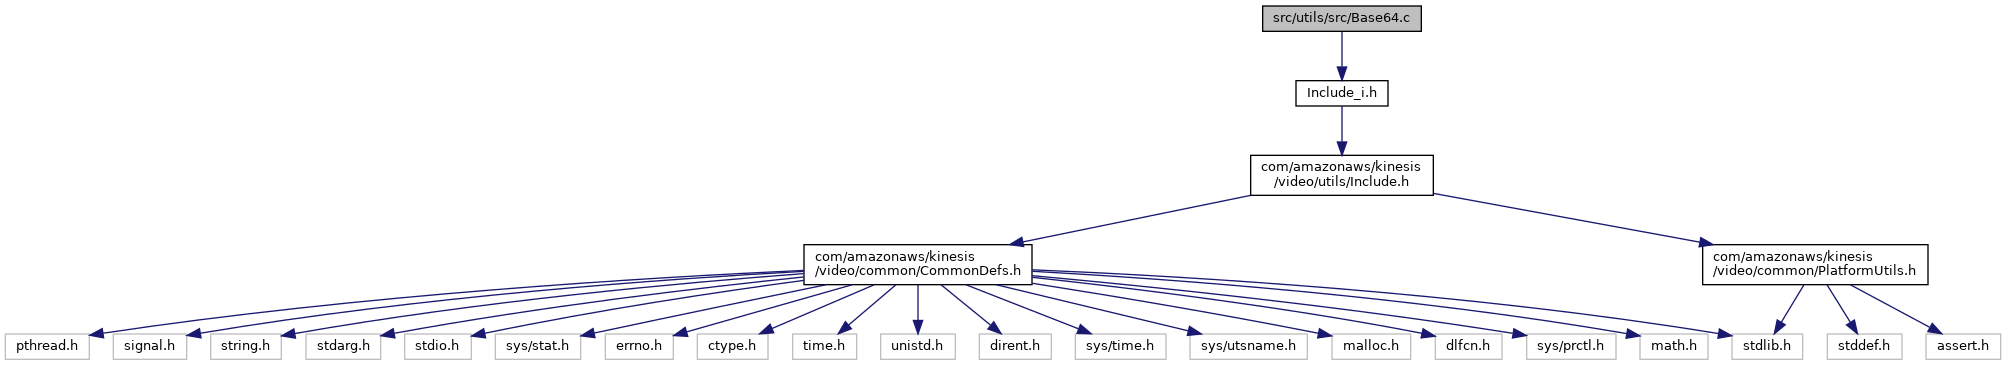 src/utils/src/Base64.c
Include_i.h
com/amazonaws/kinesis
/video/utils/Include.h
com/amazonaws/kinesis
/video/common/CommonDefs.h
com/amazonaws/kinesis
/video/common/PlatformUtils.h
pthread.h
signal.h
string.h
stdarg.h
stdio.h
sys/stat.h
errno.h
ctype.h
time.h
unistd.h
dirent.h
sys/time.h
sys/utsname.h
malloc.h
dlfcn.h
sys/prctl.h
math.h
stdlib.h
stddef.h
assert.h